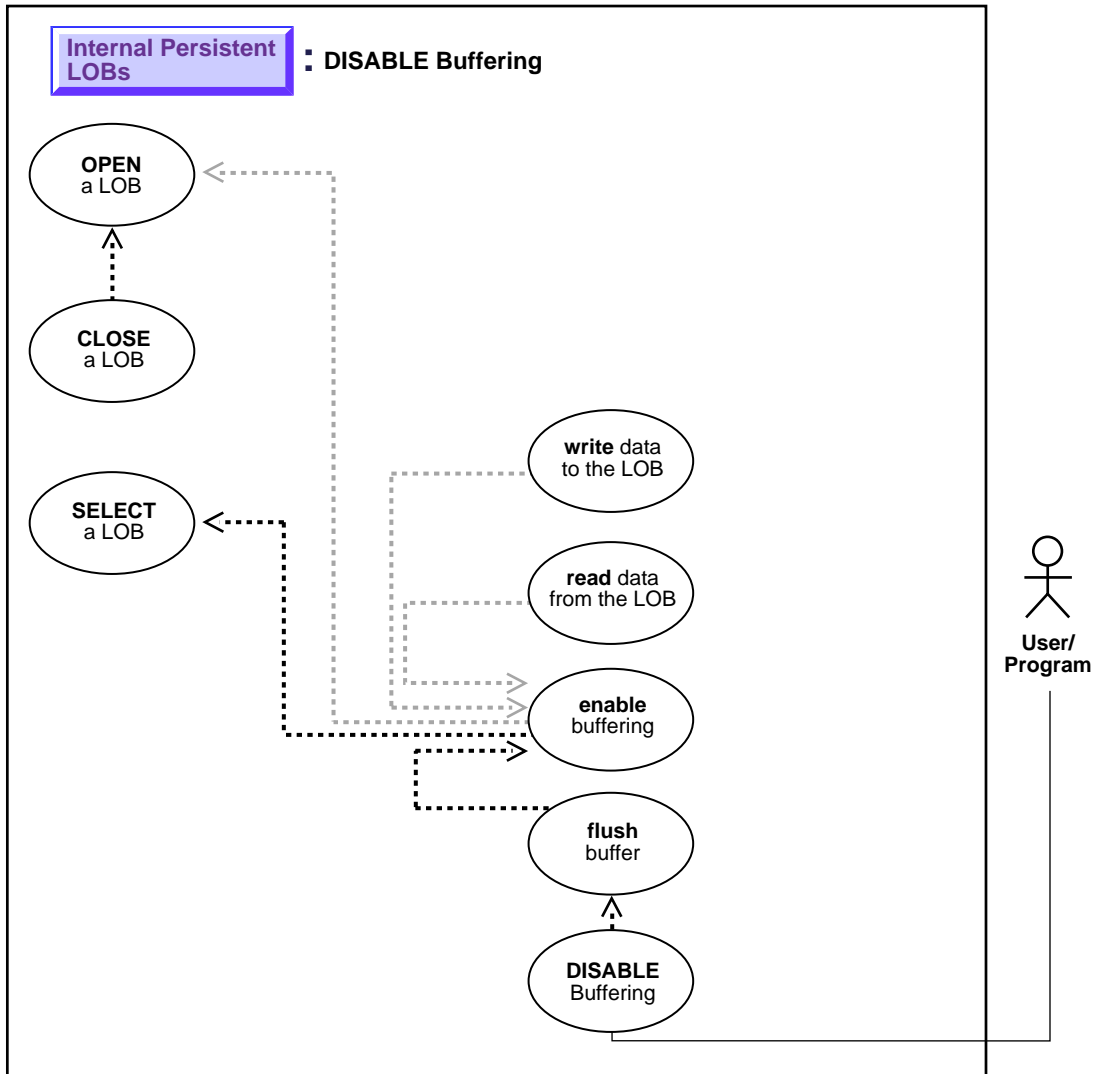 Internal Persistent
LOBs
: DISABLE Buffering
OPEN
a LOB
CLOSE
a LOB
write data
to the LOB
SELECT
a LOB
read data
from the LOB
User/
Program
enable
buffering
flush
buffer
DISABLE
Buffering